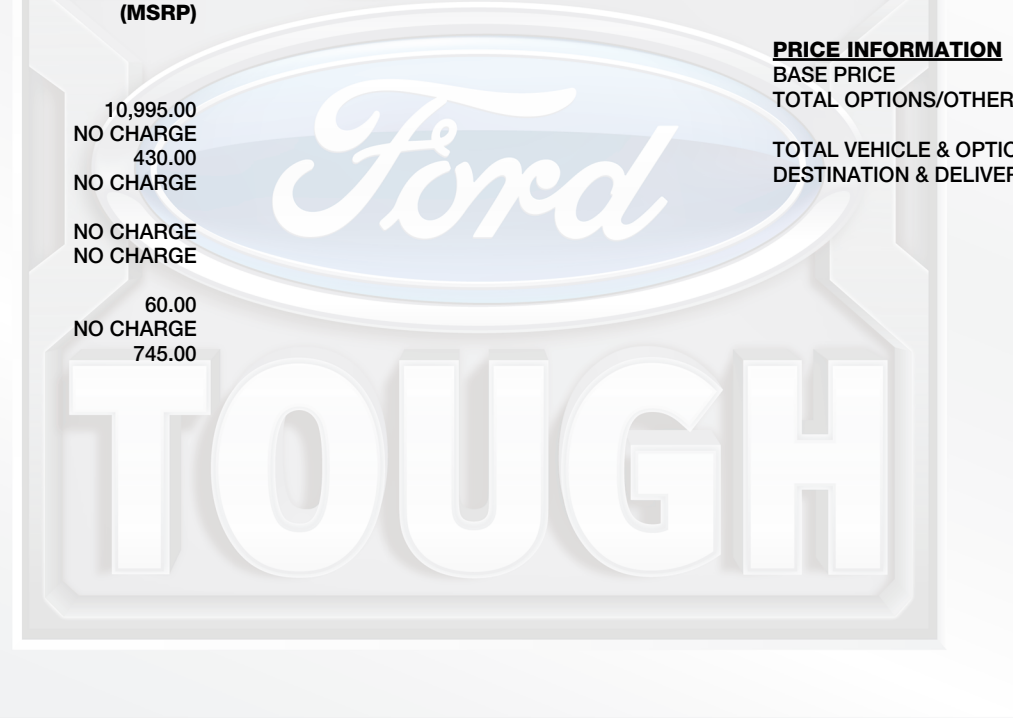 (MSRP)
10,995.00
NO CHARGE
430.00
NO CHARGE
NO CHARGE
NO CHARGE
60.00
NO CHARGE
745.00
PRICE INFORMATION
BASE PRICE
TOTAL OPTIONS/OTHER
TOTAL VEHICLE & OPTIO
DESTINATION & DELIVER
Ford
TOUGH